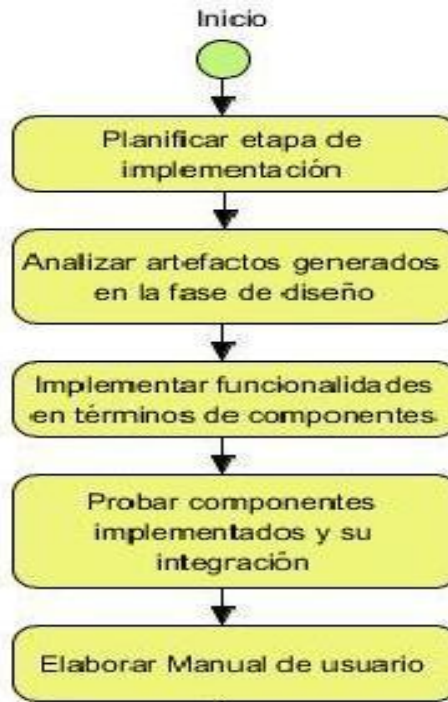 Inicio
Planificar etapa de
implementación
Analizar artefactos generados
en la fase de diseño
Implementar funcionalidades
en términos de componentes
Probar componentes
implementados y su
integración
Elaborar Manual de usuario